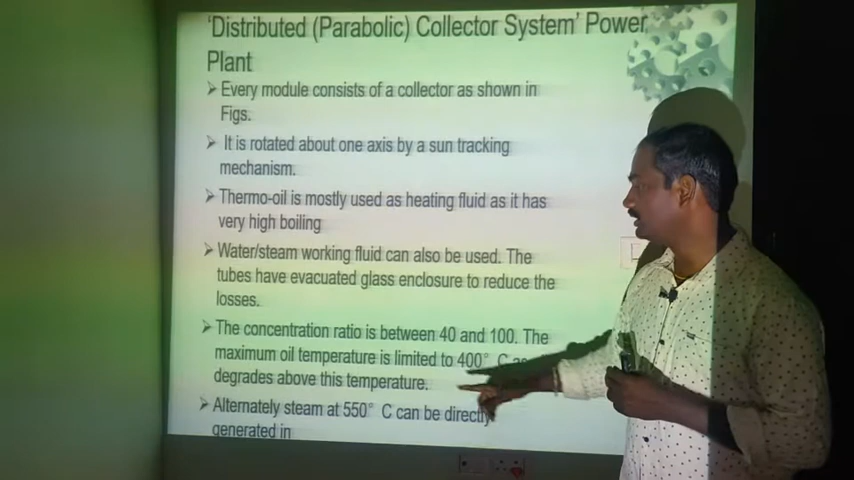 'Distributed (Parabolic) Collector System' Power
Plant
➤ Every module consists of a collector as shown in
Figs.
➤ It is rotated about one axis by a sun tracking
mechanism.
➤ Thermo-oil is mostly used as heating fluid as it has
very high boiling
➤ Water/steam working fluid can also be used. The
tubes have evacuated glass enclosure to reduce the
losses.
➤ The concentration ratio is between 40 and 100. The
maximum oil temperature is limited to 400° C as
degrades above this temperature.
➤ Alternately steam at 550° C can be directly
generated in